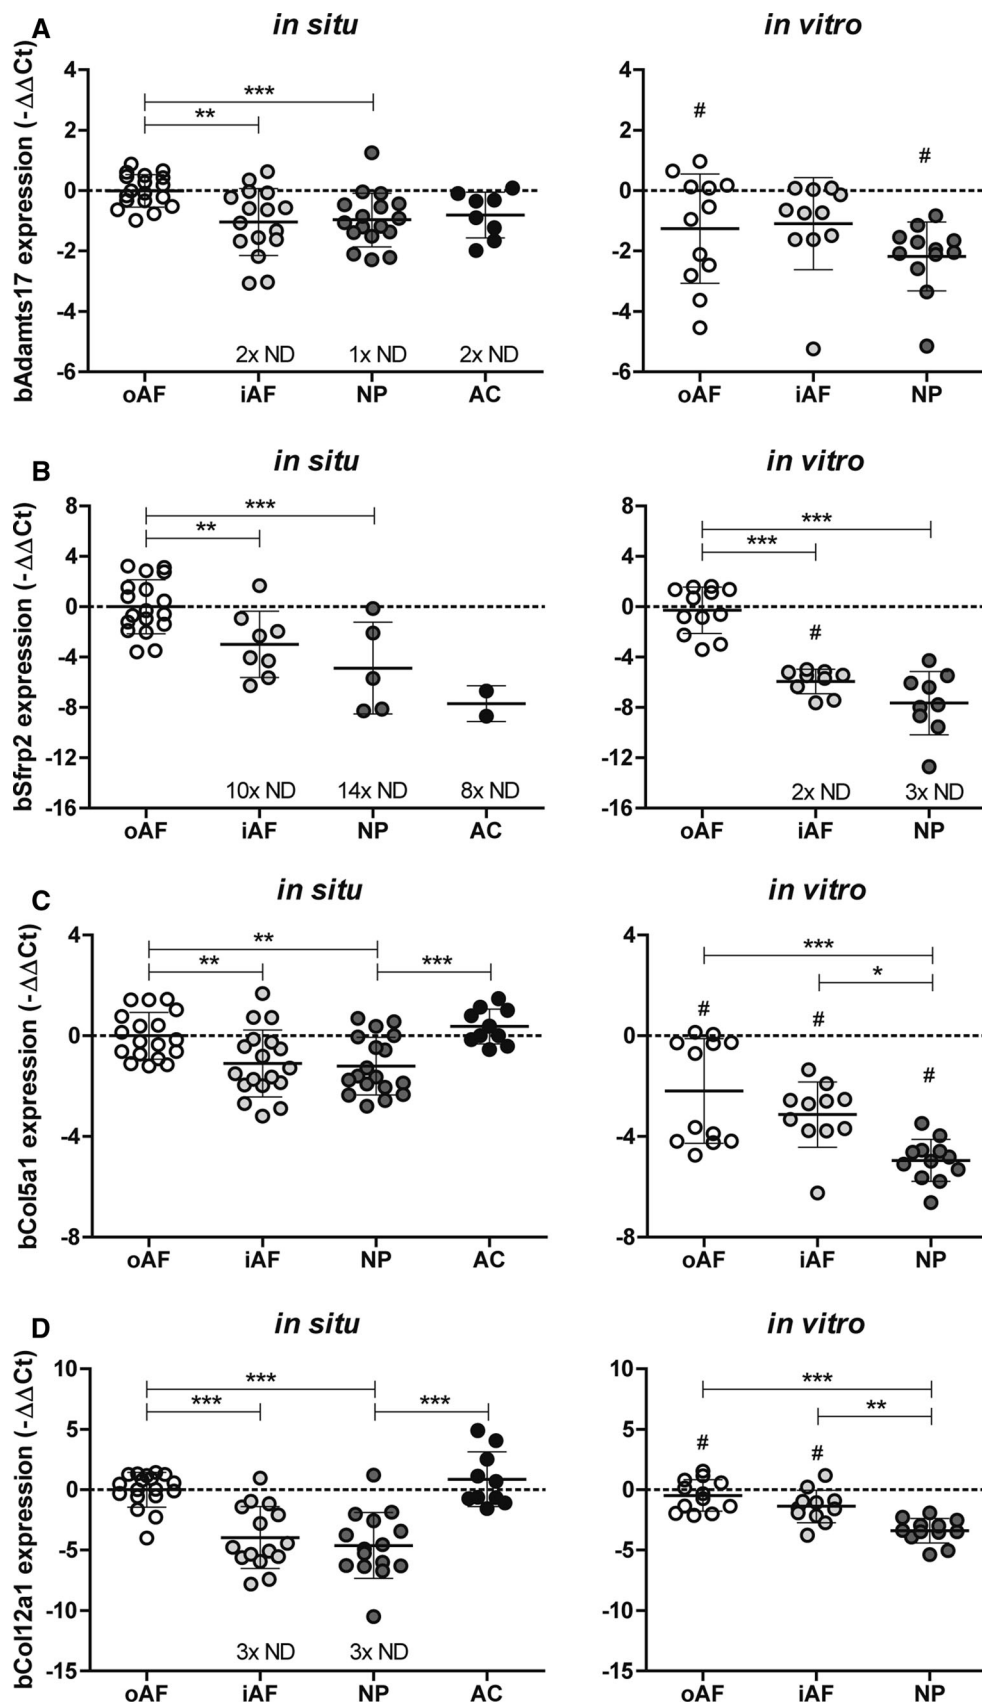 A
in situ
in vitro
bAdamts17 expression (-ΔΔCt)
4
2
0
-2
-4
-6
***
**
2x ND
1x ND
2x ND
oAF
iAF
NP
AC
4
2
0
-2
-4
-6
#
#
oAF
iAF
NP
B
in situ
in vitro
bSfrp2 expression (-ΔΔCt)
8
4
0
-4
-8
-12
-16
***
**
10x ND
14x ND
8x ND
oAF
iAF
NP
AC
8
4
0
-4
-8
-12
-16
***
***
#
2x ND
3x ND
oAF
iAF
NP
C
in situ
in vitro
bCol5a1 expression (-ΔΔCt)
4
0
-4
-8
**
**
***
oAF
iAF
NP
AC
4
0
-4
-8
***
*
#
#
#
oAF
iAF
NP
D
in situ
in vitro
bCol12a1 expression (-ΔΔCt)
10
5
0
-5
-10
-15
***
***
***
3x ND
3x ND
oAF
iAF
NP
AC
10
5
0
-5
-10
-15
***
**
#
#
oAF
iAF
NP